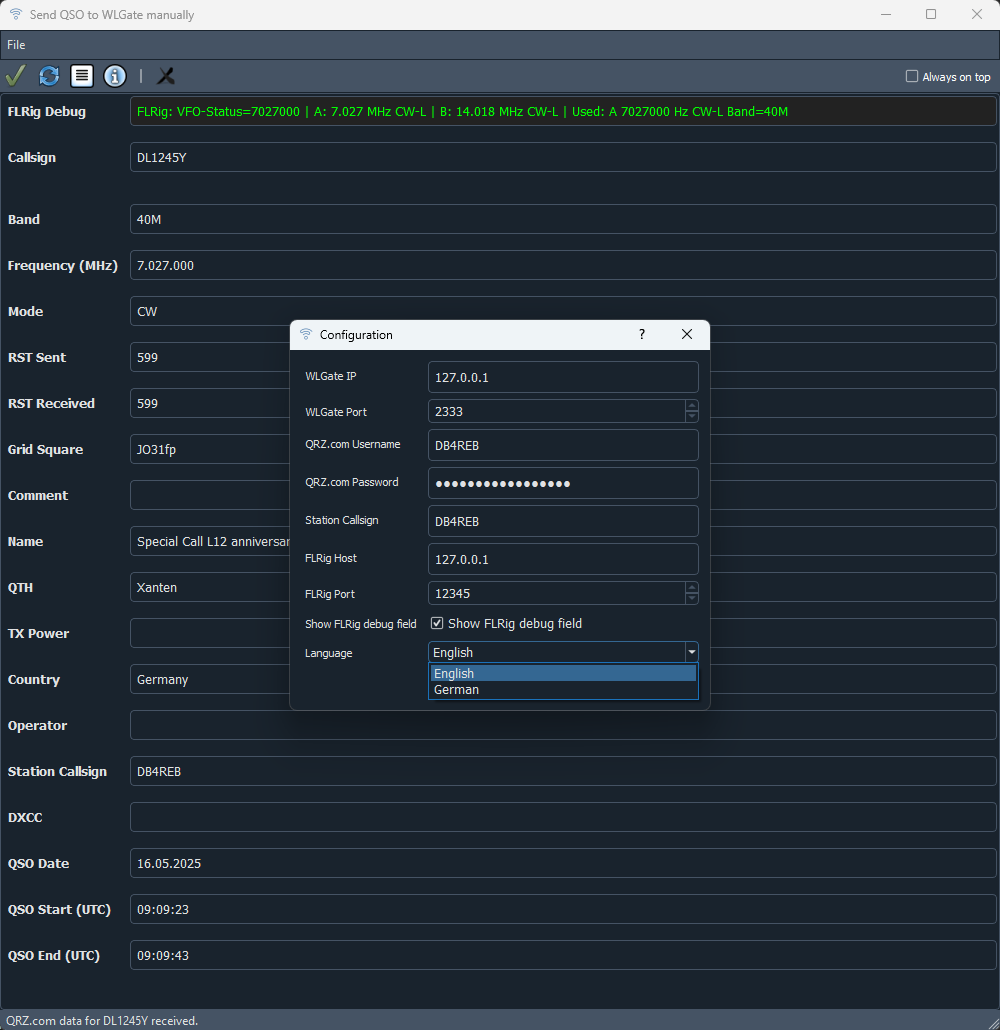 Send QSO to WLGate manually
File
Always on top
FLRig Debug
FLRig: VFO-Status=7027000 | A: 7.027 MHz CW-L | B: 14.018 MHz CW-L | Used: A 7027000 Hz CW-L Band=40M
Callsign
DL1245Y
Band
40M
Frequency (MHz)
7.027.000
Mode
CW
RST Sent
599
RST Received
599
Grid Square
JO31fp
Comment
Name
Special Call L12 anniversar
QTH
Xanten
TX Power
Country
Germany
Operator
Station Callsign
DB4REB
DXCC
QSO Date
16.05.2025
QSO Start (UTC)
09:09:23
QSO End (UTC)
09:09:43
QRZ.com data for DL1245Y received.
Configuration
?
WLGate IP
127.0.0.1
WLGate Port
2333
QRZ.com Username
DB4REB
QRZ.com Password
●●●●●●●●●●●●●●●●●
Station Callsign
DB4REB
FLRig Host
127.0.0.1
FLRig Port
12345
Show FLRig debug field
Show FLRig debug field
Language
English
English
German